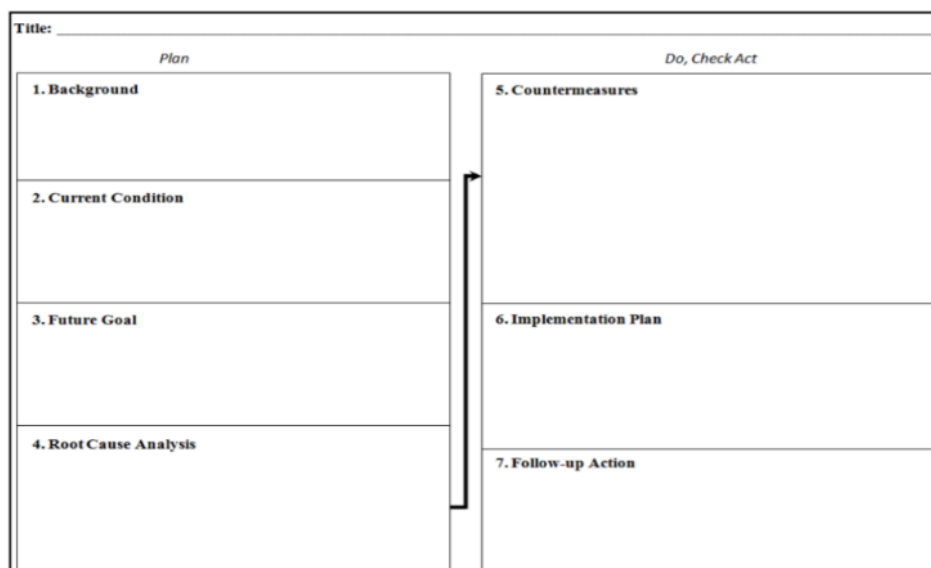 Title:
Plan
1. Background
2. Current Condition
3. Future Goal
4. Root Cause Analysis
Do, Check Act
5. Countermeasures
6. Implementation Plan
7. Follow-up Action